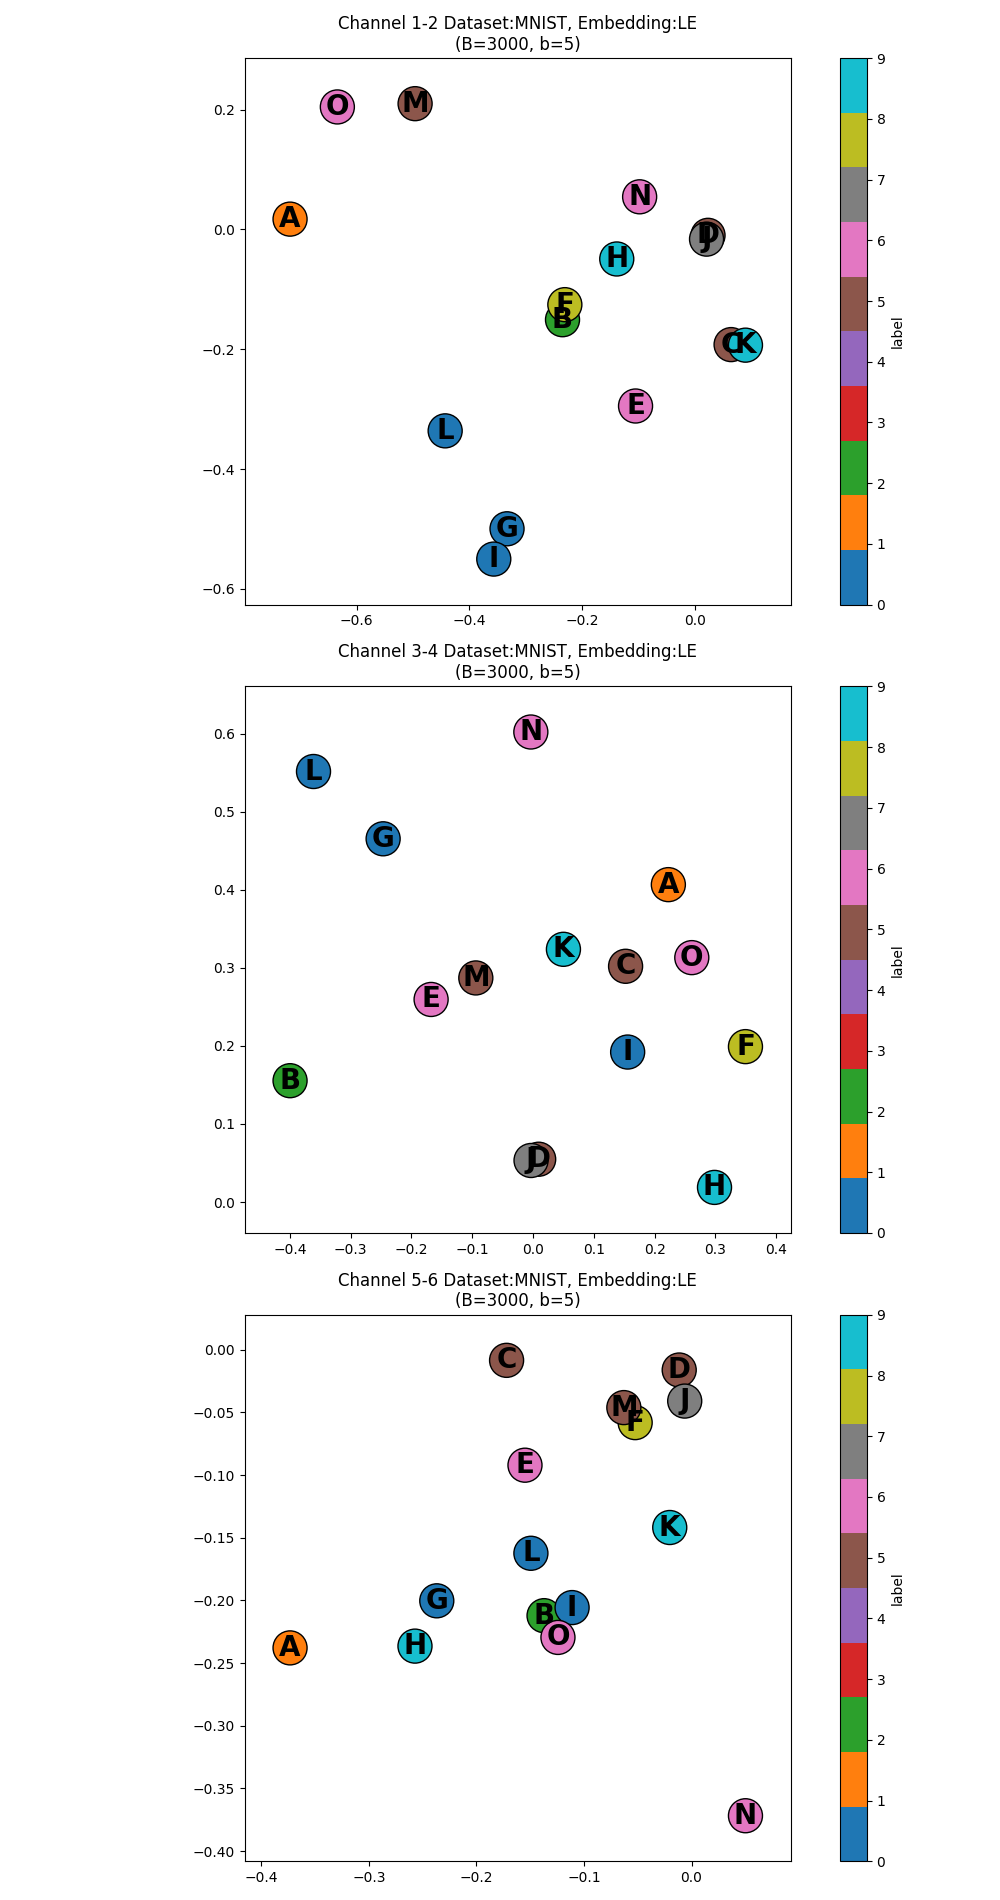 Channel 1-2 Dataset:MNIST, Embedding:LE
(B=3000, b=5)
0.2
0.0
−0.2
−0.4
−0.6
O
M
A
N
D
J
H
F
B
C
K
E
L
G
I
−0.6
−0.4
−0.2
0.0
9
8
7
6
5
4
3
2
1
0
label
Channel 3-4 Dataset:MNIST, Embedding:LE
(B=3000, b=5)
0.6
0.5
0.4
0.3
0.2
0.1
0.0
N
L
G
A
K
O
C
M
E
I
F
B
J
D
H
−0.4
−0.3
−0.2
−0.1
0.0
0.1
0.2
0.3
0.4
9
8
7
6
5
4
3
2
1
0
label
Channel 5-6 Dataset:MNIST, Embedding:LE
(B=3000, b=5)
0.00
−0.05
−0.10
−0.15
−0.20
−0.25
−0.30
−0.35
−0.40
C
D
J
M
F
E
K
L
G
I
B
O
H
A
N
−0.4
−0.3
−0.2
−0.1
0.0
9
8
7
6
5
4
3
2
1
0
label